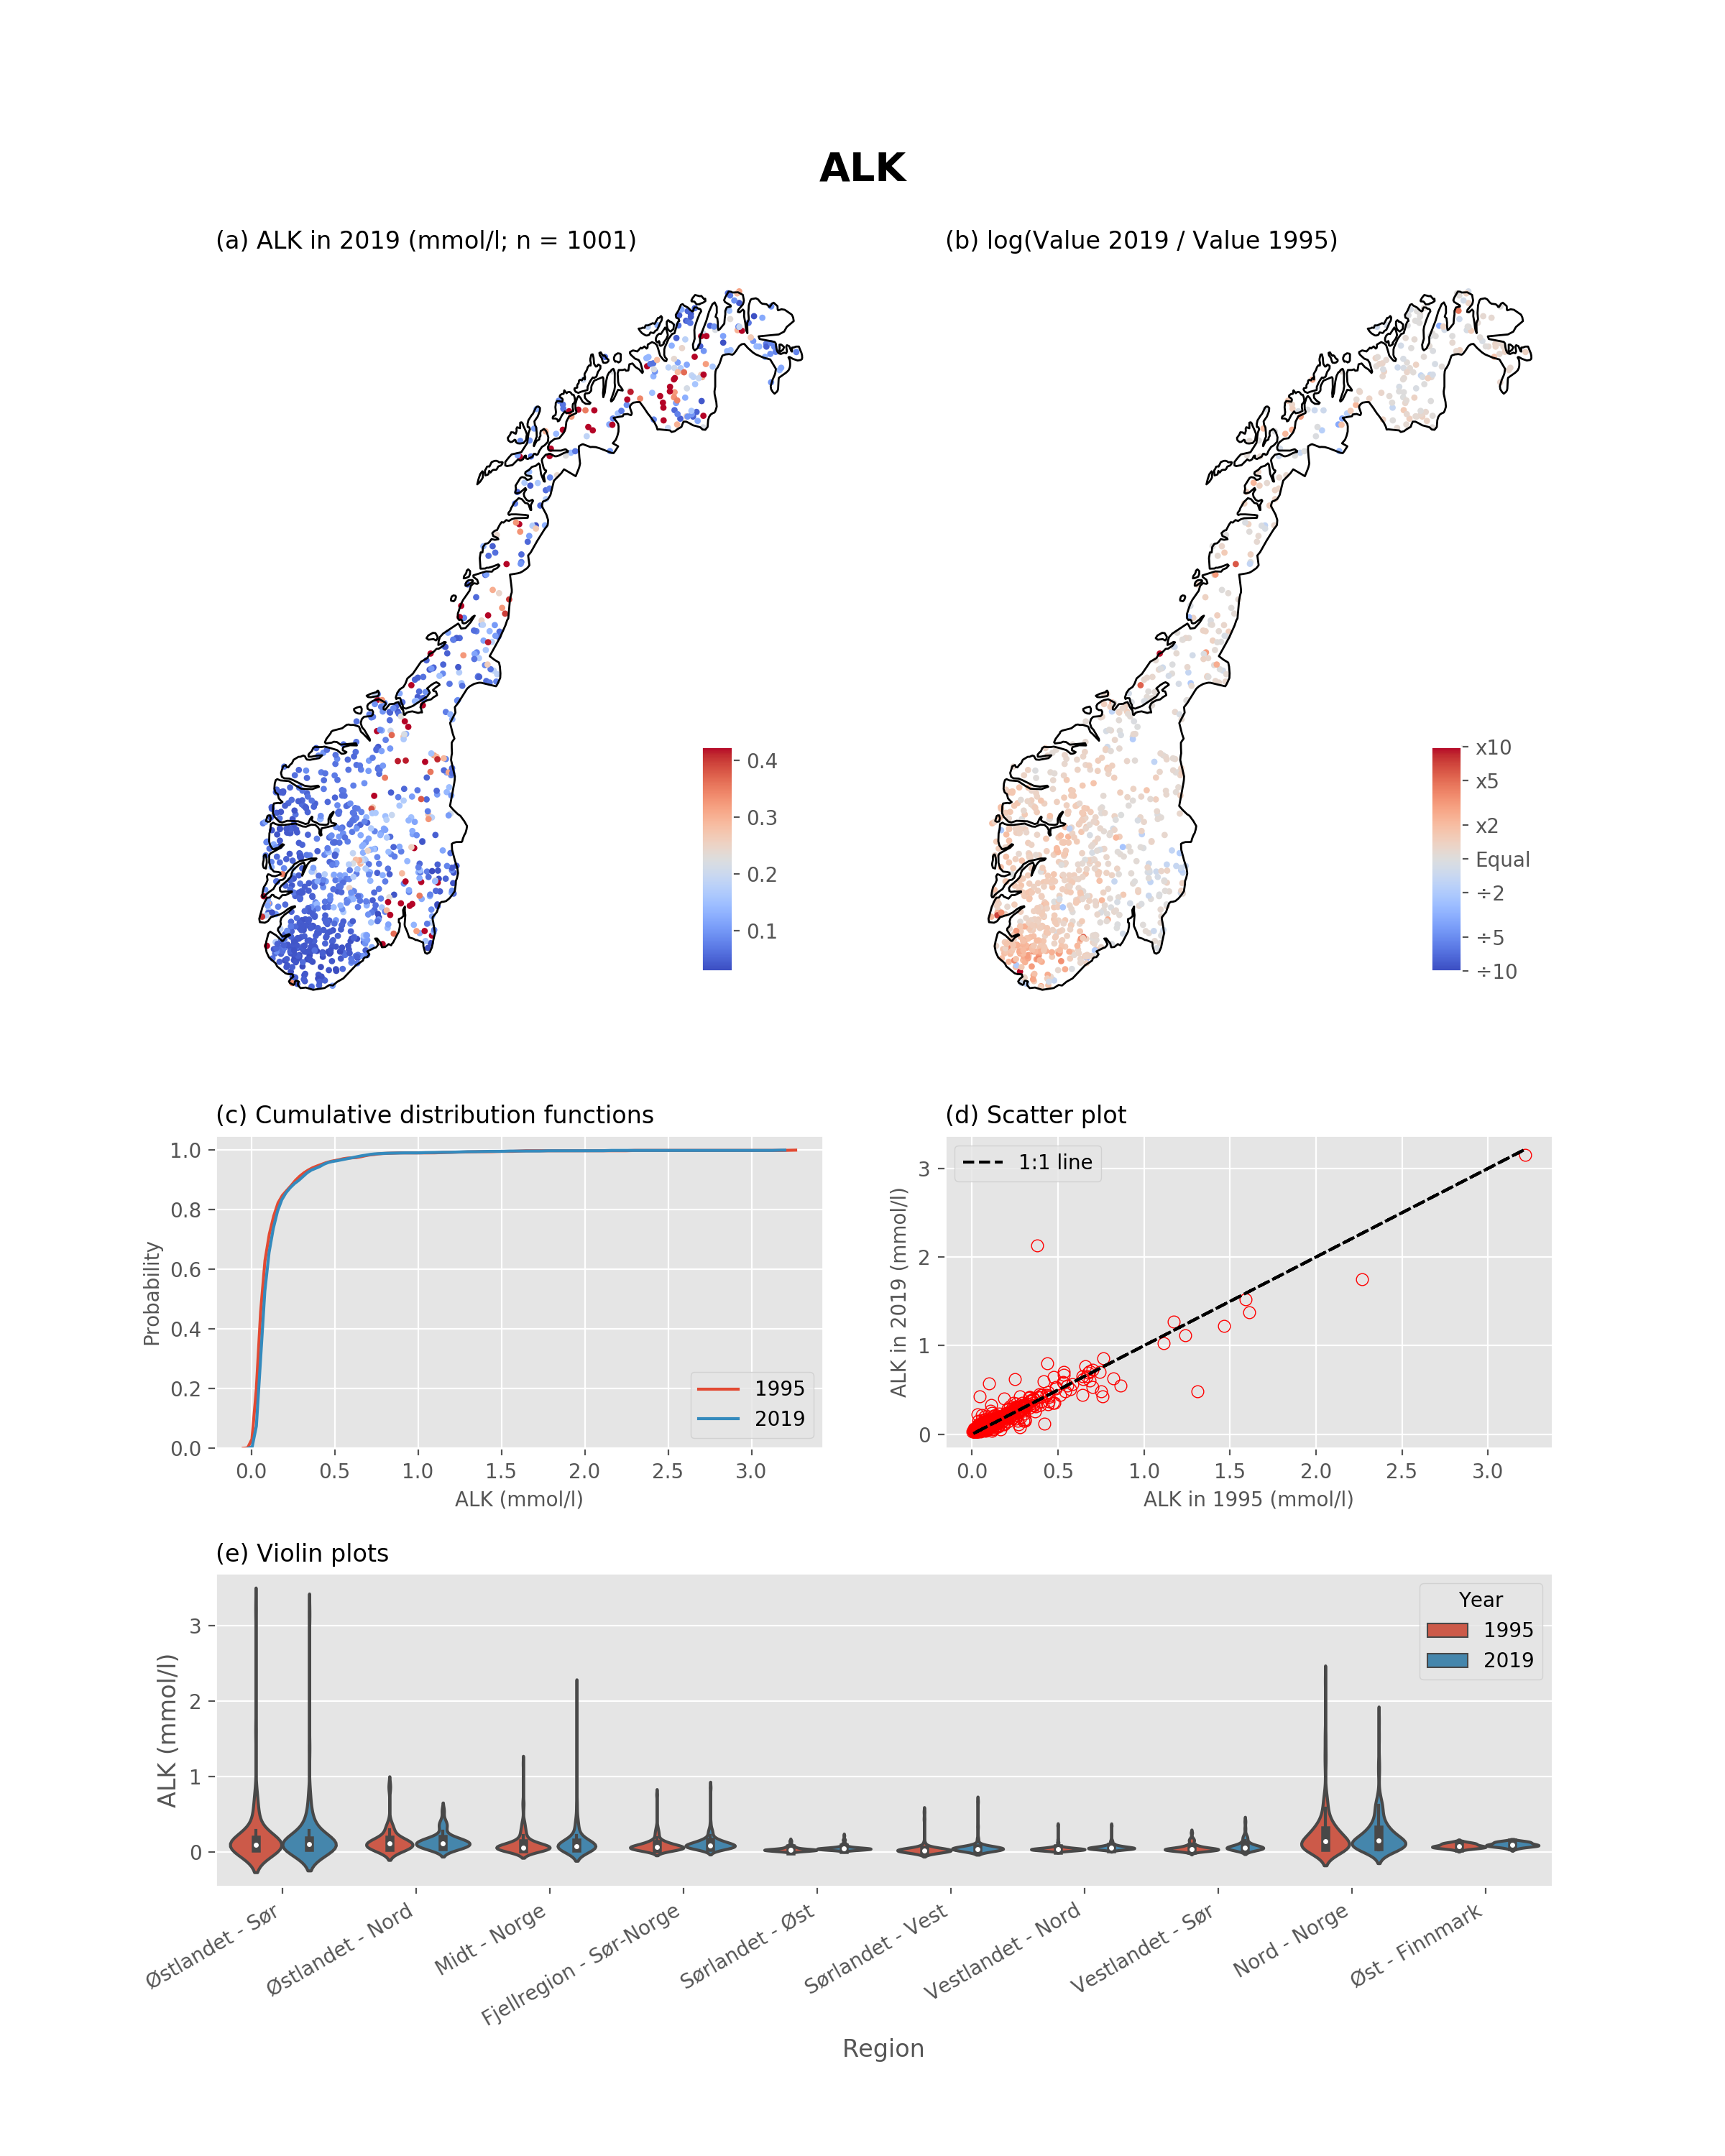 ALK
(a) ALK in 2019 (mmol/l; n = 1001)
(b) log(Value 2019 / Value 1995)
0.4
0.3
0.2
0.1
x10
x5
x2
Equal
÷2
÷5
÷10
(c) Cumulative distribution functions
1.0
0.8
0.6
0.4
0.2
0.0
Probability
1995
2019
0.0 0.5 1.0 1.5 2.0 2.5 3.0
ALK (mmol/l)
(d) Scatter plot
1:1 line
3
2
1
0
ALK in 2019 (mmol/l)
0.0 0.5 1.0 1.5 2.0 2.5 3.0
ALK in 1995 (mmol/l)
(e) Violin plots
3
2
1
0
ALK (mmol/l)
Year
1995
2019
Østlandet - Sør
Østlandet - Nord
Midt - Norge
Fjellregion - Sør-Norge
Sørlandet - Øst
Sørlandet - Vest
Vestlandet - Nord
Vestlandet - Sør
Nord - Norge
Øst - Finnmark
Region